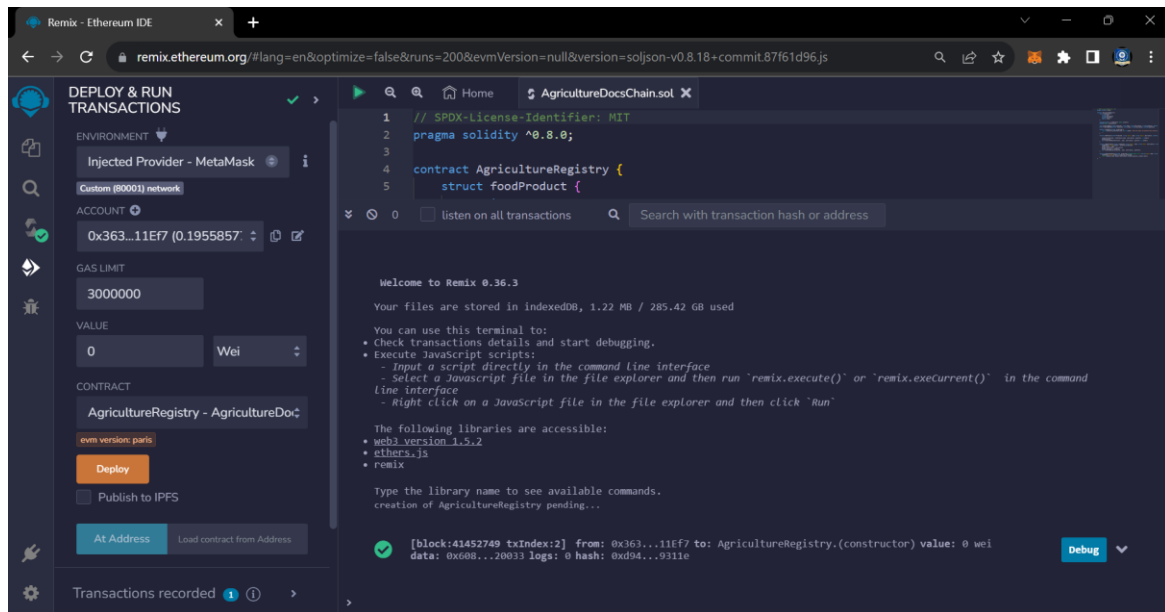 Remix - Ethereum IDE
remix.ethereum.org/#lang=en&optimize=false&runs=200&evmVersion=null&version=soljson-v0.8.18+commit.87f61d96.js
DEPLOY & RUN
TRANSACTIONS
ENVIRONMENT
Injected Provider - MetaMask
Custom (80001) network
ACCOUNT
0x363...11Ef7 (0.1955857
GAS LIMIT
3000000
VALUE
0 Wei
CONTRACT
AgricultureRegistry - AgricultureDoc
evm version: paris
Deploy
Publish to IPFS
At Address Load contract from Address
Transactions recorded 1
Home AgricultureDocsChain.sol
1 // SPDX-License-Identifier: MIT
2 pragma solidity ^0.8.0;
3
4 contract AgricultureRegistry {
5 struct foodProduct {
0 listen on all transactions Search with transaction hash or address
Welcome to Remix 0.36.3
Your files are stored in indexedDB, 1.22 MB / 285.42 GB used
You can use this terminal to:
• Check transactions details and start debugging.
• Execute JavaScript scripts:
- Input a script directly in the command line interface
- Select a Javascript file in the file explorer and then run `remix.execute()` or `remix.exeCurrent()` in the command
line interface
- Right click on a JavaScript file in the file explorer and then click `Run`
The following libraries are accessible:
• web3 version 1.5.2
• ethers.js
• remix
Type the library name to see available commands.
creation of AgricultureRegistry pending...
[block:41452749 txIndex:2] from: 0x363...11Ef7 to: AgricultureRegistry.(constructor) value: 0 wei
data: 0x608...20033 logs: 0 hash: 0xd94...9311e
Debug
>